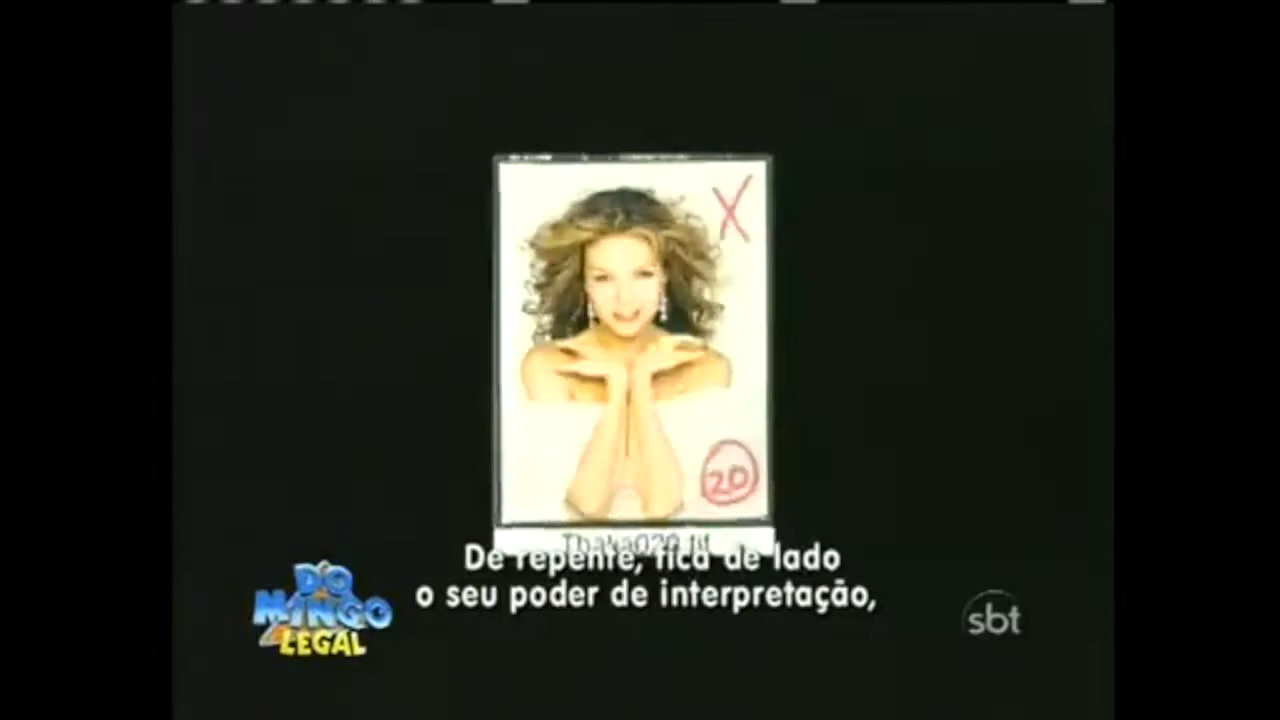 X
20
De repente, fica de lado
o seu poder de interpretação,
DOMINGO
LEGAL
sbt